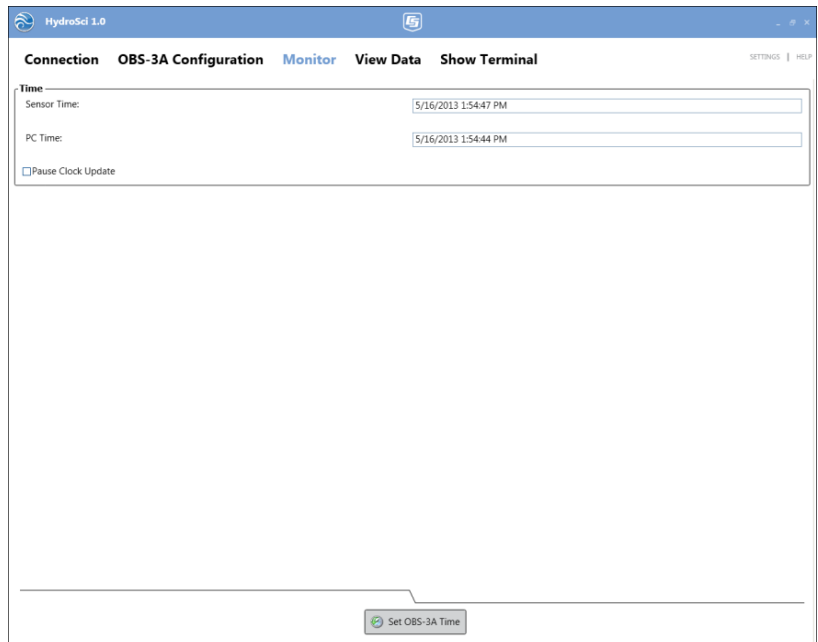 HydroSci 1.0
Connection OBS-3A Configuration Monitor View Data Show Terminal SETTINGS | HELP
Time
Sensor Time: 5/16/2013 1:54:47 PM
PC Time: 5/16/2013 1:54:44 PM
Pause Clock Update
Set OBS-3A Time